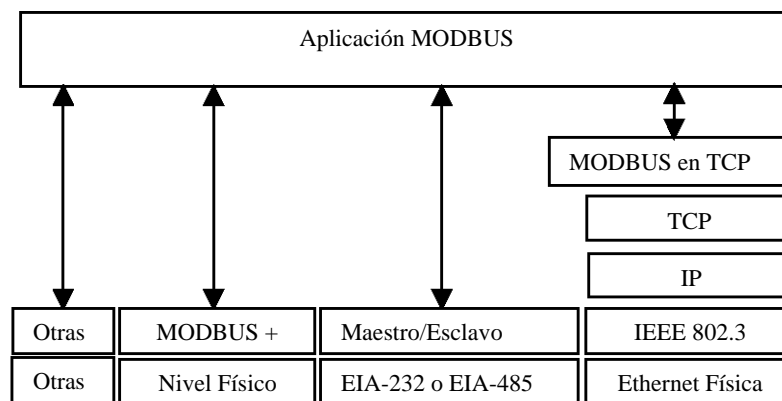 Aplicación MODBUS
MODBUS en TCP
TCP
IP
Otras MODBUS + Maestro/Esclavo IEEE 802.3
Otras Nivel Físico EIA-232 o EIA-485 Ethernet Física